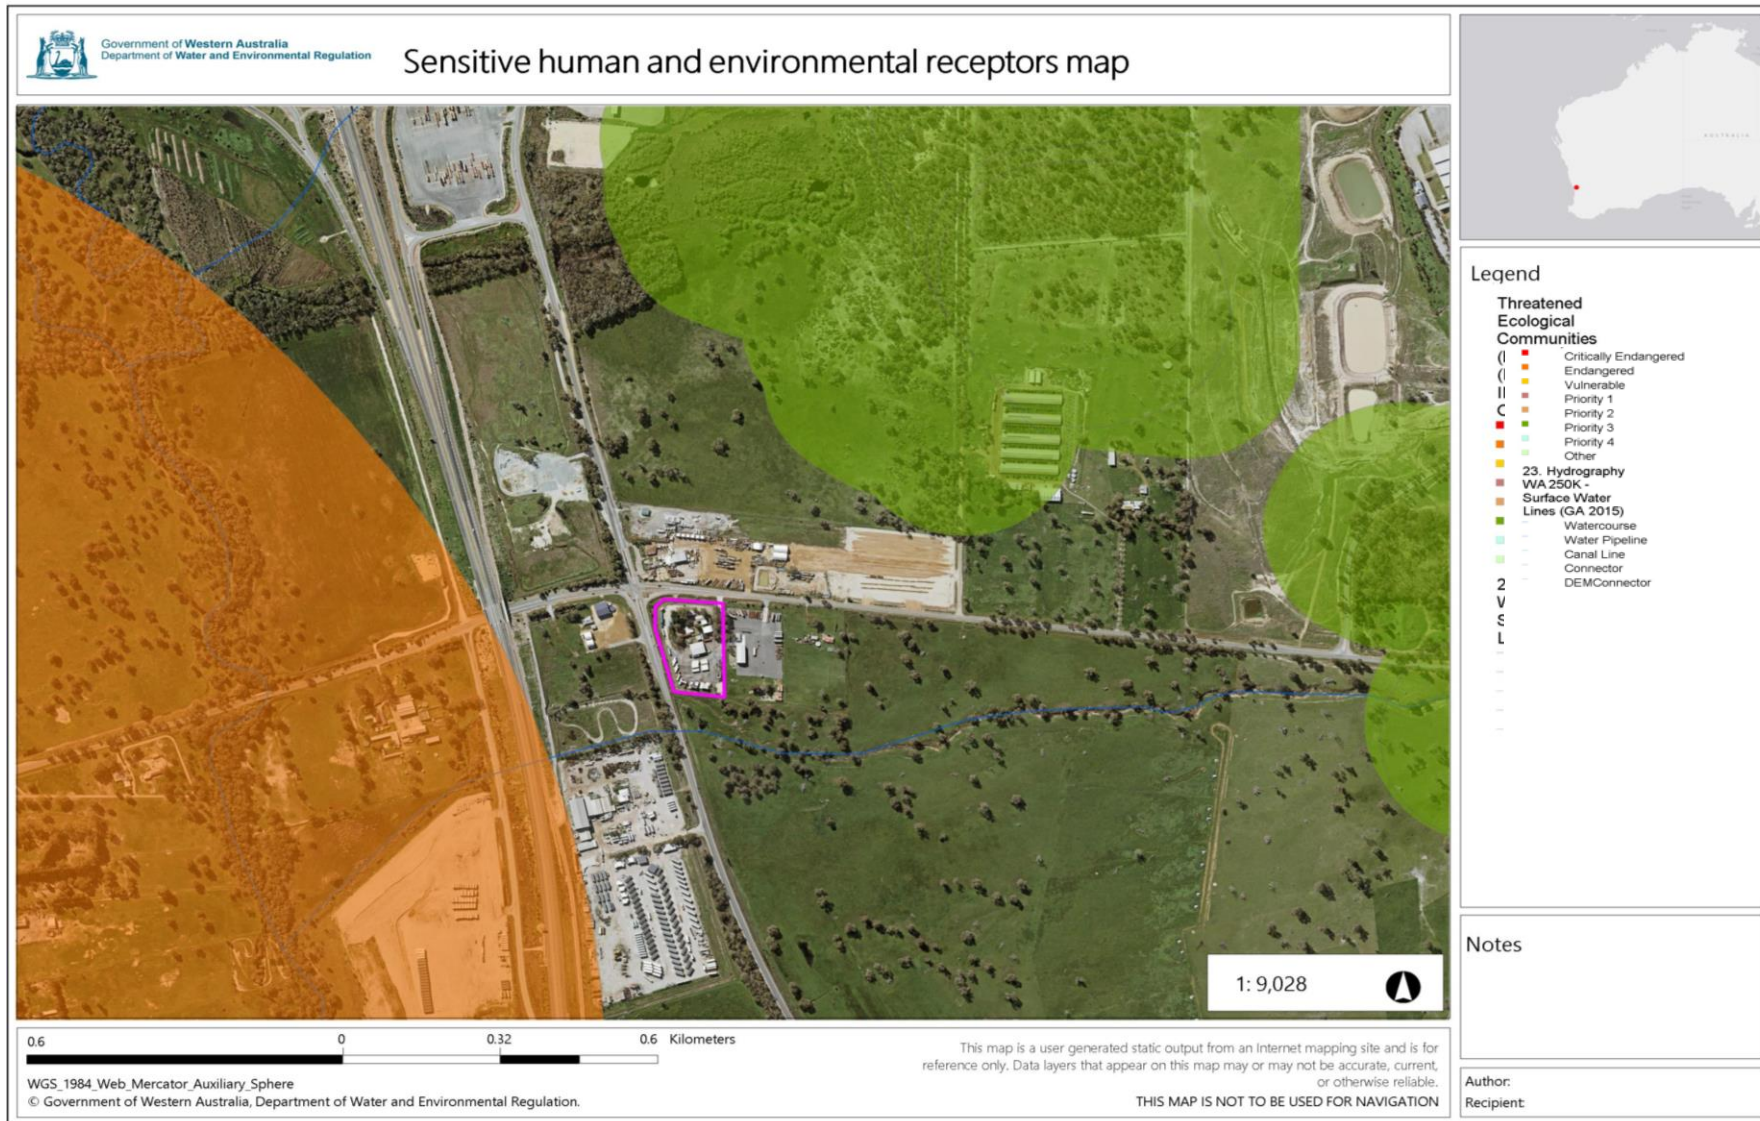 Government of Western Australia
Department of Water and Environmental Regulation
Sensitive human and environmental receptors map
AUSTRALIA
Legend
Threatened
Ecological
Communities
Critically Endangered
Endangered
Vulnerable
Priority 1
Priority 2
Priority 3
Priority 4
Other
23. Hydrography
WA 250K -
Surface Water
Lines (GA 2015)
Watercourse
Water Pipeline
Canal Line
Connector
DEMConnector
Notes
1: 9,028
0.6 0 0.32 0.6 Kilometers
WGS_1984_Web_Mercator_Auxiliary_Sphere
© Government of Western Australia, Department of Water and Environmental Regulation.
This map is a user generated static output from an Internet mapping site and is for
reference only. Data layers that appear on this map may or may not be accurate, current,
or otherwise reliable.
THIS MAP IS NOT TO BE USED FOR NAVIGATION
Author:
Recipient: